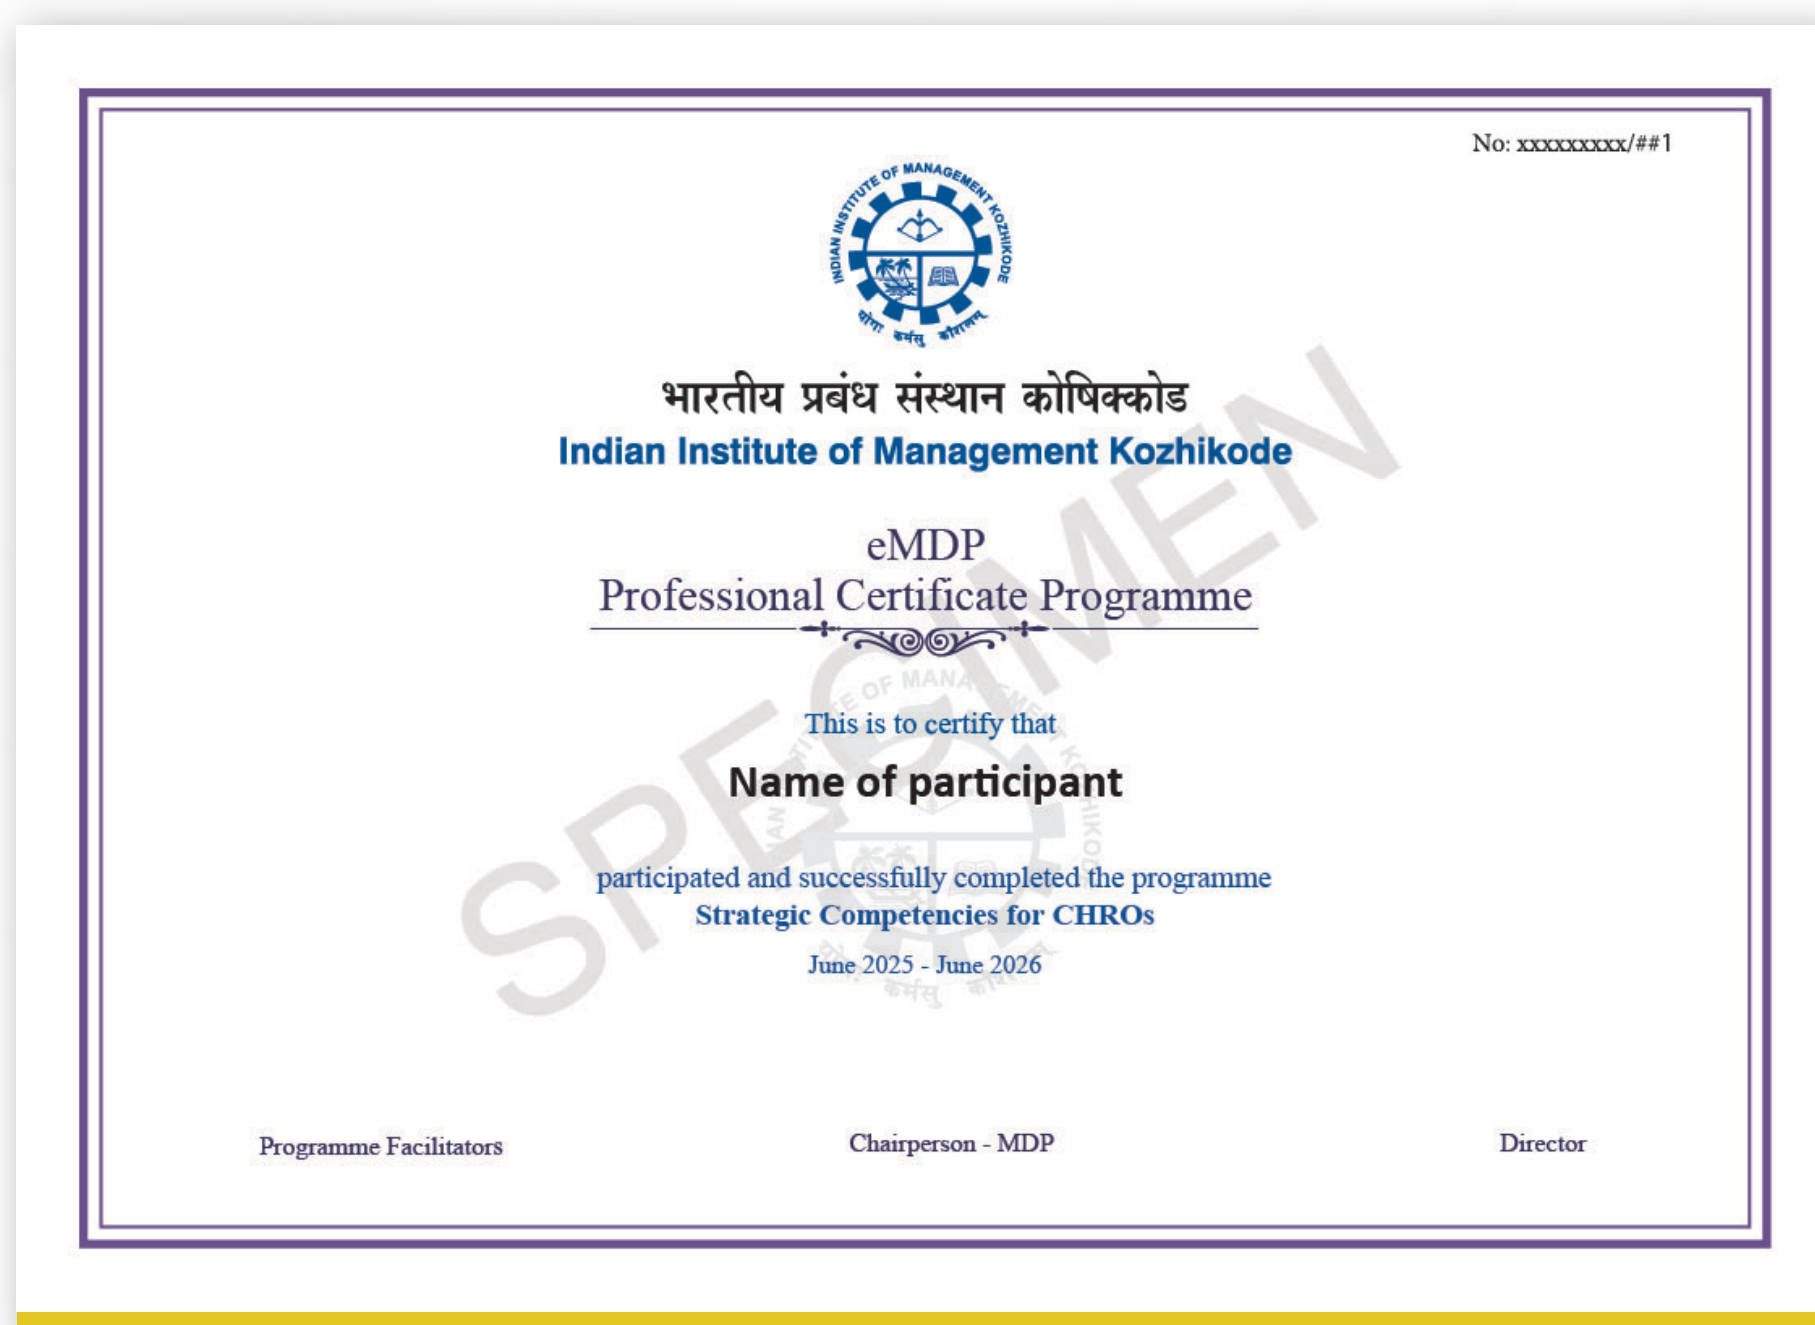 No: xxxxxxxxx/##1
INDIAN INSTITUTE OF MANAGEMENT KOZHIKODE
योगः कर्मसु कौशलम्
भारतीय प्रबंध संस्थान कोषिक्कोड
Indian Institute of Management Kozhikode
eMDP
Professional Certificate Programme
SPECIMEN
This is to certify that
Name of participant
participated and successfully completed the programme
Strategic Competencies for CHROs
June 2025 - June 2026
Programme Facilitators
Chairperson - MDP
Director